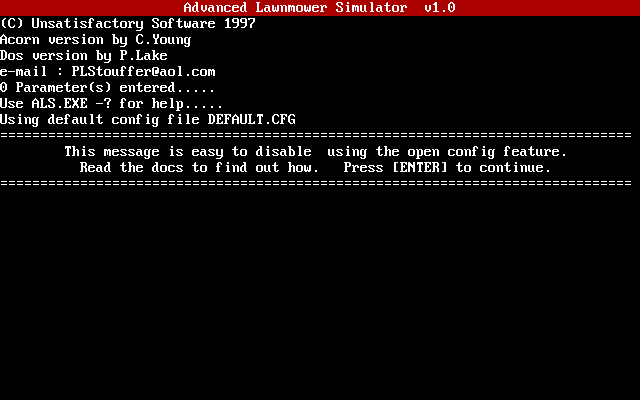 Advanced Lawnmower Simulator  v1.0
(C) Unsatisfactory Software 1997
Acorn version by C.Young
Dos version by P.Lake
e-mail : PLStouffer@aol.com
0 Parameter(s) entered.....
Use ALS.EXE -? for help.....
Using default config file DEFAULT.CFG
===============================================================================
This message is easy to disable  using the open config feature.
Read the docs to find out how.   Press [ENTER] to continue.
===============================================================================